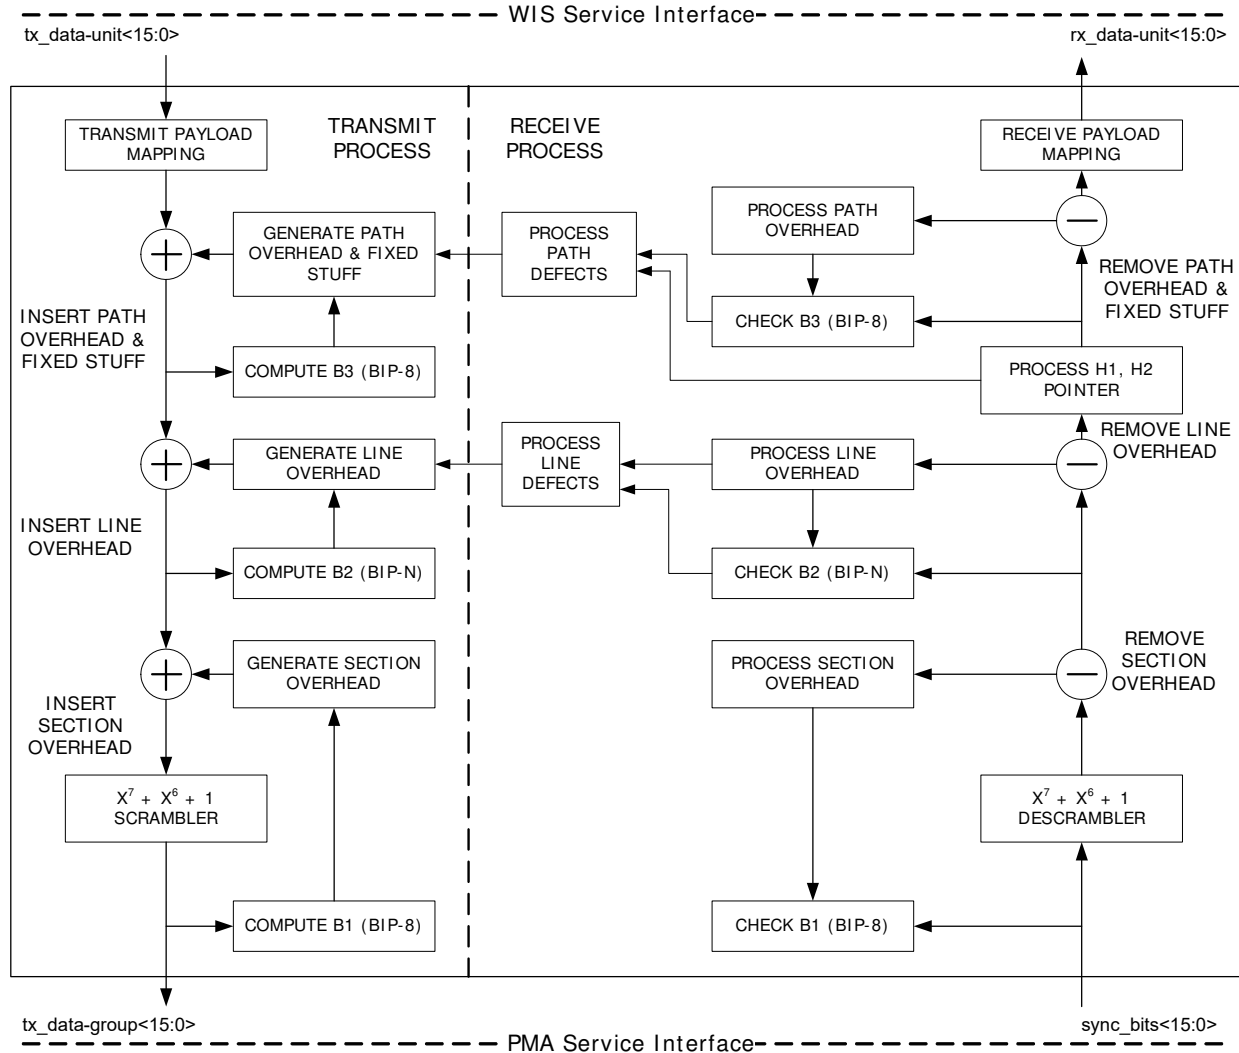 WIS Service Interface
tx_data-unit<15:0>
rx_data-unit<15:0>
TRANSMIT PAYLOAD
MAPPING
TRANSMIT
PROCESS
RECEIVE
PROCESS
RECEIVE PAYLOAD
MAPPING
GENERATE PATH
OVERHEAD & FIXED
STUFF
PROCESS
PATH
DEFECTS
PROCESS PATH
OVERHEAD
REMOVE PATH
OVERHEAD &
FIXED STUFF
INSERT PATH
OVERHEAD &
FIXED STUFF
CHECK B3 (BIP-8)
COMPUTE B3 (BIP-8)
PROCESS H1, H2
POINTER
GENERATE LINE
OVERHEAD
PROCESS
LINE
DEFECTS
PROCESS LINE
OVERHEAD
REMOVE LINE
OVERHEAD
INSERT LINE
OVERHEAD
COMPUTE B2 (BIP-N)
CHECK B2 (BIP-N)
GENERATE SECTION
OVERHEAD
PROCESS SECTION
OVERHEAD
REMOVE
SECTION
OVERHEAD
INSERT
SECTION
OVERHEAD
X⁷ + X⁶ + 1
SCRAMBLER
X⁷ + X⁶ + 1
DESCRAMBLER
COMPUTE B1 (BIP-8)
CHECK B1 (BIP-8)
tx_data-group<15:0>
sync_bits<15:0>
PMA Service Interface